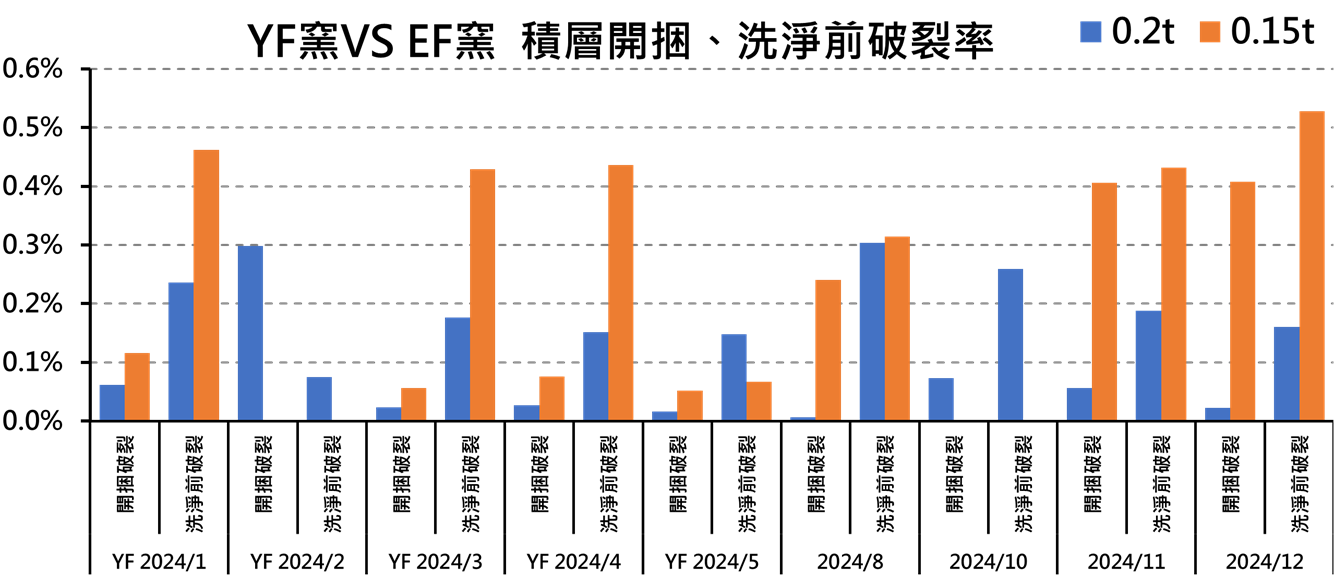 YF窯VS EF窯 積層開捆、洗淨前破裂率
0.2t 0.15t
0.6%
0.5%
0.4%
0.3%
0.2%
0.1%
0.0%
開捆破裂
洗淨前破裂
開捆破裂
洗淨前破裂
開捆破裂
洗淨前破裂
開捆破裂
洗淨前破裂
開捆破裂
洗淨前破裂
開捆破裂
洗淨前破裂
開捆破裂
洗淨前破裂
開捆破裂
洗淨前破裂
開捆破裂
洗淨前破裂
YF 2024/1 YF 2024/2 YF 2024/3 YF 2024/4 YF 2024/5 2024/8 2024/10 2024/11 2024/12